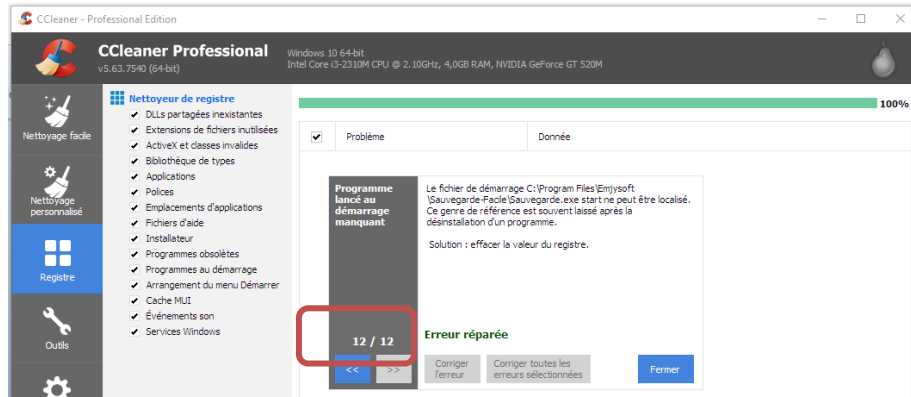 CCleaner - Professional Edition
CCleaner Professional
v5.63.7540 (64-bit)
Windows 10 64-bit
Intel Core i3-2310M CPU @ 2.10GHz, 4,0GB RAM, NVIDIA GeForce GT 520M
Nettoyage facile
Nettoyage
personnalisé
Registre
Outils
Nettoyeur de registre
DLLs partagées inexistantes
Extensions de fichiers inutilisées
ActiveX et classes invalides
Bibliothèque de types
Applications
Polices
Emplacements d'applications
Fichiers d'aide
Installateur
Programmes obsolètes
Programmes au démarrage
Arrangement du menu Démarrer
Cache MUI
Événements son
Services Windows
100%
Problème
Donnée
Programme
lancé au
démarrage
manquant
Le fichier de démarrage C:\Program Files\Emjysoft
\Sauvegarde-Facile\Sauvegarde.exe start ne peut être localisé.
Ce genre de référence est souvent laissé après la
désinstallation d'un programme.
Solution : effacer la valeur du registre.
12 / 12
Erreur réparée
<<
>>
Corriger
l'erreur
Corriger toutes les
erreurs sélectionnées
Fermer